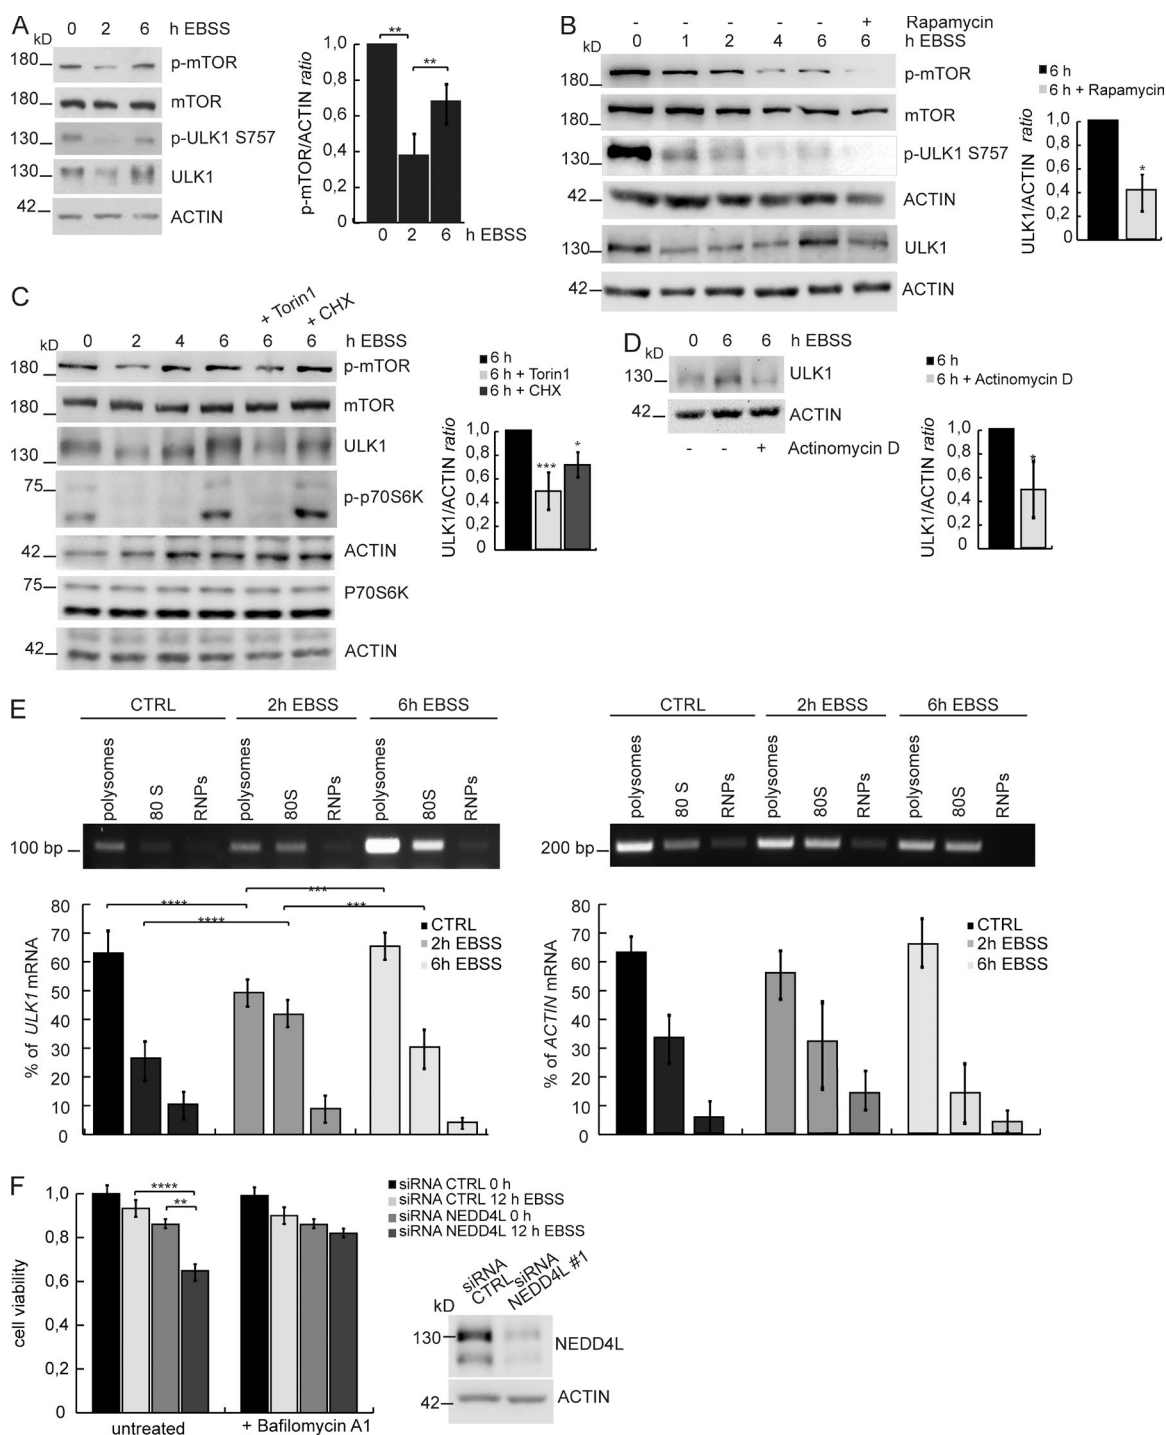 A
0 2 6 h EBSS
kD
180 p-mTOR
180 mTOR
130 p-ULK1 S757
130 ULK1
42 ACTIN
p-mTOR/ACTIN ratio
1,0
0,8
0,6
0,4
0,2
0
** **
0 2 6 h EBSS
B
- - - - - + Rapamycin
0 1 2 4 6 6 h EBSS
kD
180 p-mTOR
180 mTOR
130 p-ULK1 S757
42 ACTIN
130 ULK1
42 ACTIN
6 h
6 h + Rapamycin
ULK1/ACTIN ratio
1,0
0,8
0,6
0,4
0,2
0
*
C
+ Torin1 + CHX
0 2 4 6 6 6 h EBSS
kD
180 p-mTOR
180 mTOR
130 ULK1
75 p-p70S6K
42 ACTIN
75 P70S6K
42 ACTIN
6 h
6 h + Torin1
6 h + CHX
ULK1/ACTIN ratio
1,0
0,8
0,6
0,4
0,2
0
*** *
D
0 6 6 h EBSS
kD
130 ULK1
42 ACTIN
- - + Actinomycin D
6 h
6 h + Actinomycin D
ULK1/ACTIN ratio
1,0
0,8
0,6
0,4
0,2
0
*
E
CTRL 2h EBSS 6h EBSS
polysomes 80 S RNPs polysomes 80S RNPs polysomes 80S RNPs
100 bp
% of ULK1 mRNA
80
70
60
50
40
30
20
10
0
**** **** *** ***
CTRL
2h EBSS
6h EBSS
CTRL 2h EBSS 6h EBSS
polysomes 80 S RNPs polysomes 80S RNPs polysomes 80S RNPs
200 bp
% of ACTIN mRNA
80
70
60
50
40
30
20
10
0
CTRL
2h EBSS
6h EBSS
F
cell viability
1,0
0,8
0,6
0,4
0,2
0
****
**
untreated + Bafilomycin A1
siRNA CTRL 0 h
siRNA CTRL 12 h EBSS
siRNA NEDD4L 0 h
siRNA NEDD4L 12 h EBSS
siRNA CTRL
siRNA NEDD4L #1
kD
130 NEDD4L
42 ACTIN